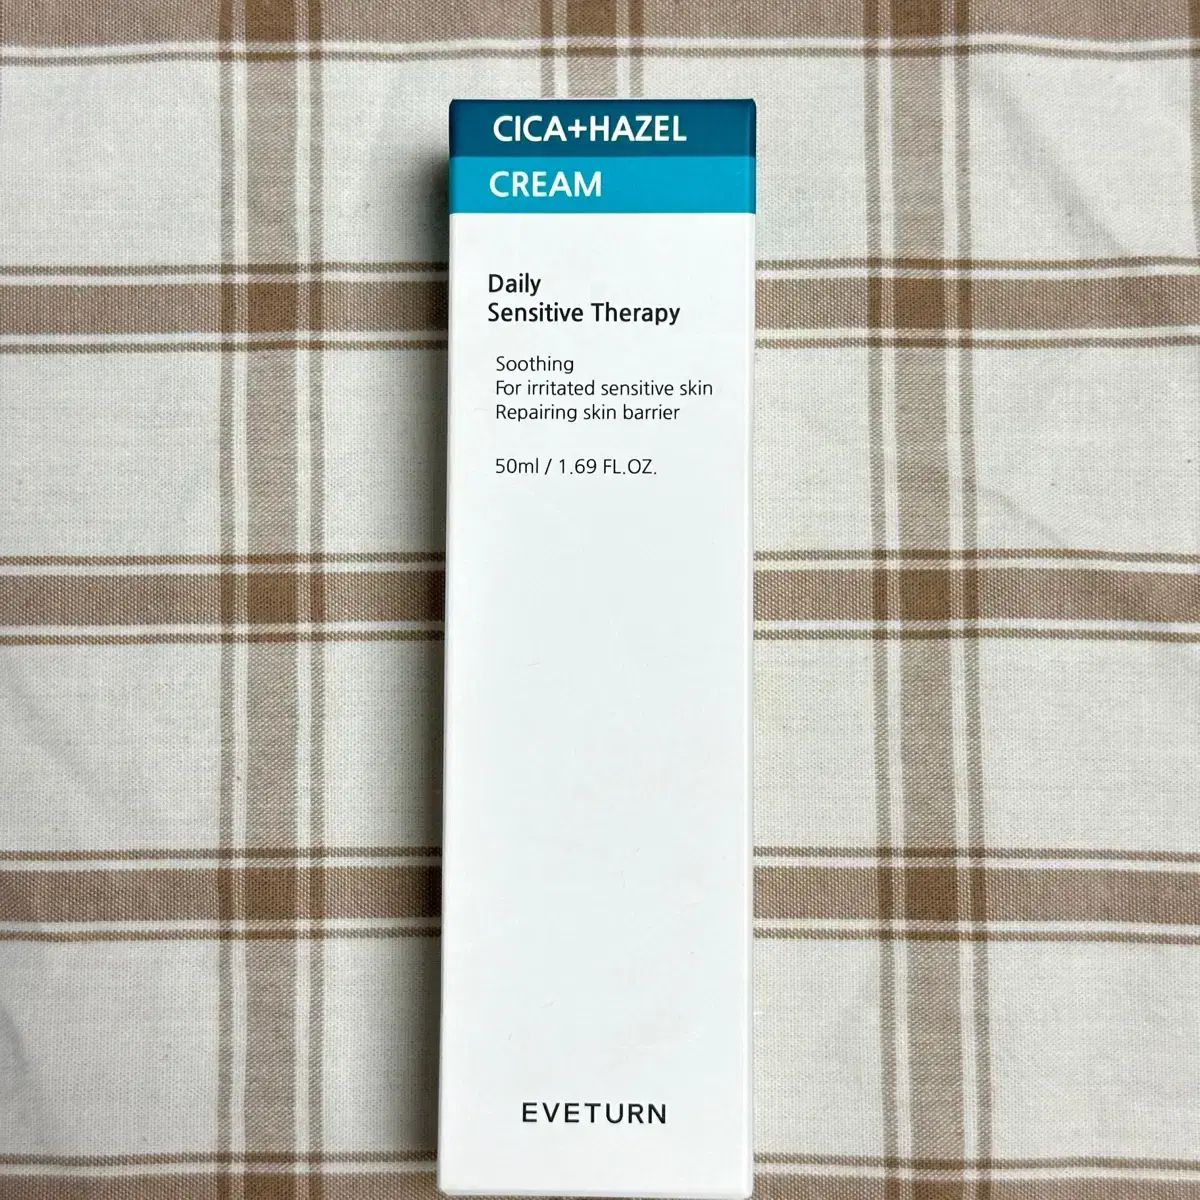 CICA+HAZEL
CREAM
Daily
Sensitive Therapy
Soothing
For irritated sensitive skin
Repairing skin barrier
50ml / 1.69 FL.OZ.
EVETURN